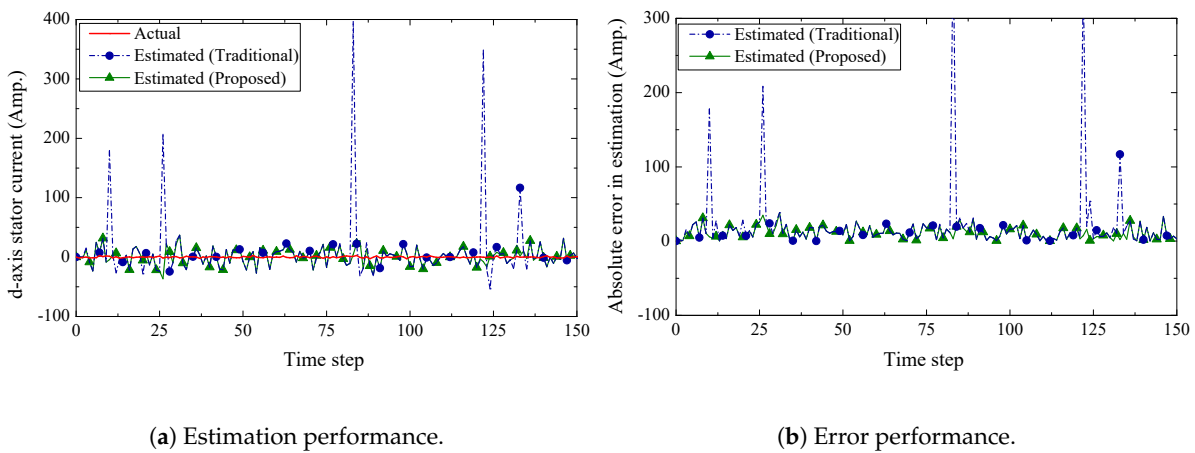 400
300
200
100
0
-100
0
25
50
75
100
125
150
d-axis stator current (Amp.)
Time step
Actual
Estimated (Traditional)
Estimated (Proposed)
300
200
100
0
-100
0
25
50
75
100
125
150
Absolute error in estimation (Amp.)
Time step
Estimated (Traditional)
Estimated (Proposed)
(a) Estimation performance.
(b) Error performance.